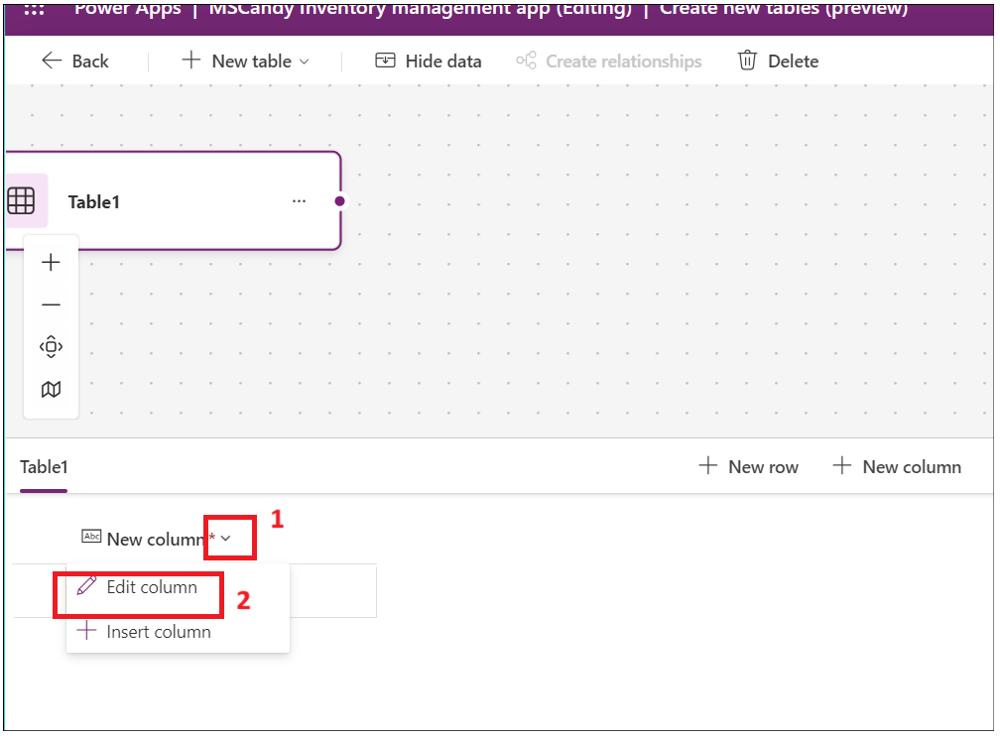 Power Apps | MSCandy Inventory management app (Editing) | Create new tables (preview)
Back New table Hide data Create relationships Delete
Table1 ...
Table1 New row New column
1
Abc New column *
Edit column 2
Insert column